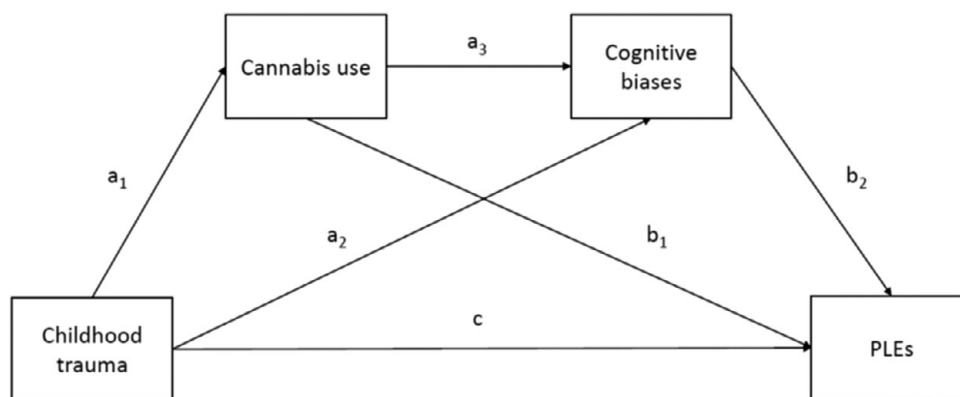 Cannabis use
a₃
Cognitive
biases
a₁
a₂
b₁
b₂
Childhood
trauma
c
PLEs